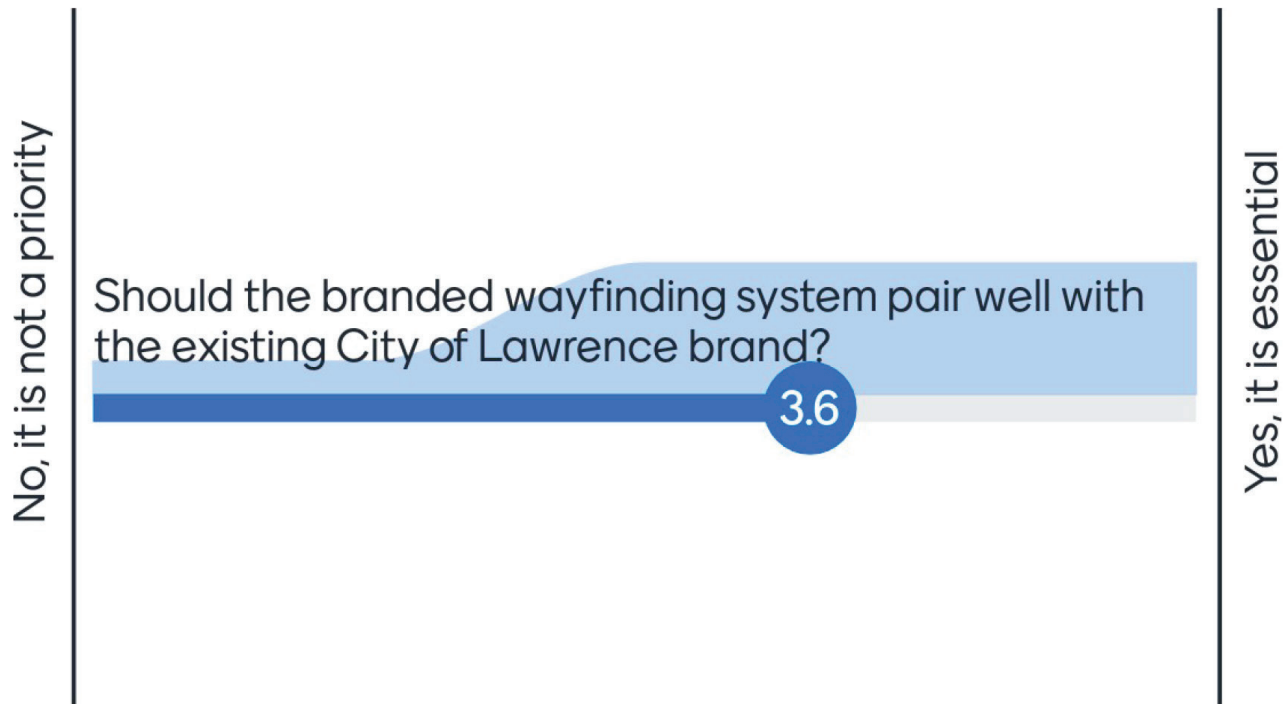 No, it is not a priority
Should the branded wayfinding system pair well with
the existing City of Lawrence brand?
3.6
Yes, it is essential